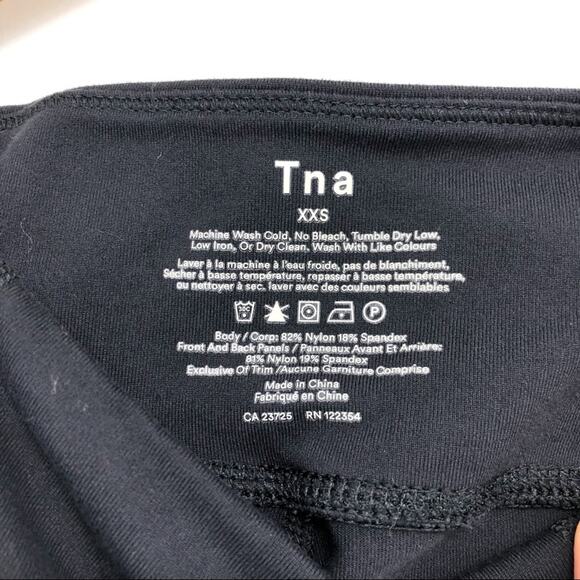 Tna
XXS
Machine Wash Cold, No Bleach, Tumble Dry Low,
Low Iron, Or Dry Clean, Wash With Like Colours
Laver à la machine à l'eau froide, pas de blanchiment,
Sécher à basse température, repasser à basse température,
ou nettoyer à sec. laver avec des couleurs semblables
30C P
Body / Corp: 82% Nylon 18% Spandex
Front And Back Panels / Panneaux Avant Et Arrière:
81% Nylon 19% Spandex
Exclusive Of Trim /Aucune Garniture Comprise
Made in China
Fabriqué en Chine
CA 23725 RN 122354